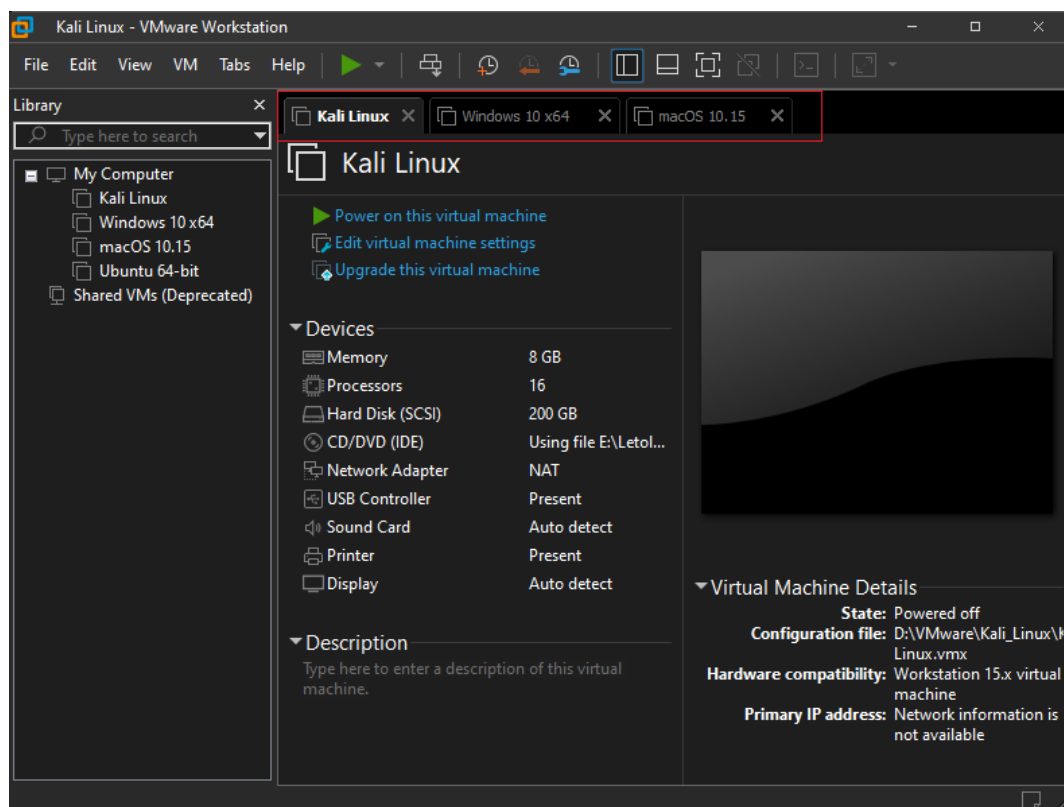 Kali Linux - VMware Workstation
File Edit View VM Tabs Help
Library
Type here to search
My Computer
Kali Linux
Windows 10 x64
macOS 10.15
Ubuntu 64-bit
Shared VMs (Deprecated)
Kali Linux Windows 10 x64 macOS 10.15
Kali Linux
Power on this virtual machine
Edit virtual machine settings
Upgrade this virtual machine
Devices
Memory 8 GB
Processors 16
Hard Disk (SCSI) 200 GB
CD/DVD (IDE) Using file E:\Letol...
Network Adapter NAT
USB Controller Present
Sound Card Auto detect
Printer Present
Display Auto detect
Description
Type here to enter a description of this virtual
machine.
Virtual Machine Details
State: Powered off
Configuration file: D:\VMware\Kali_Linux\K
Linux.vmx
Hardware compatibility: Workstation 15.x virtual
machine
Primary IP address: Network information is
not available